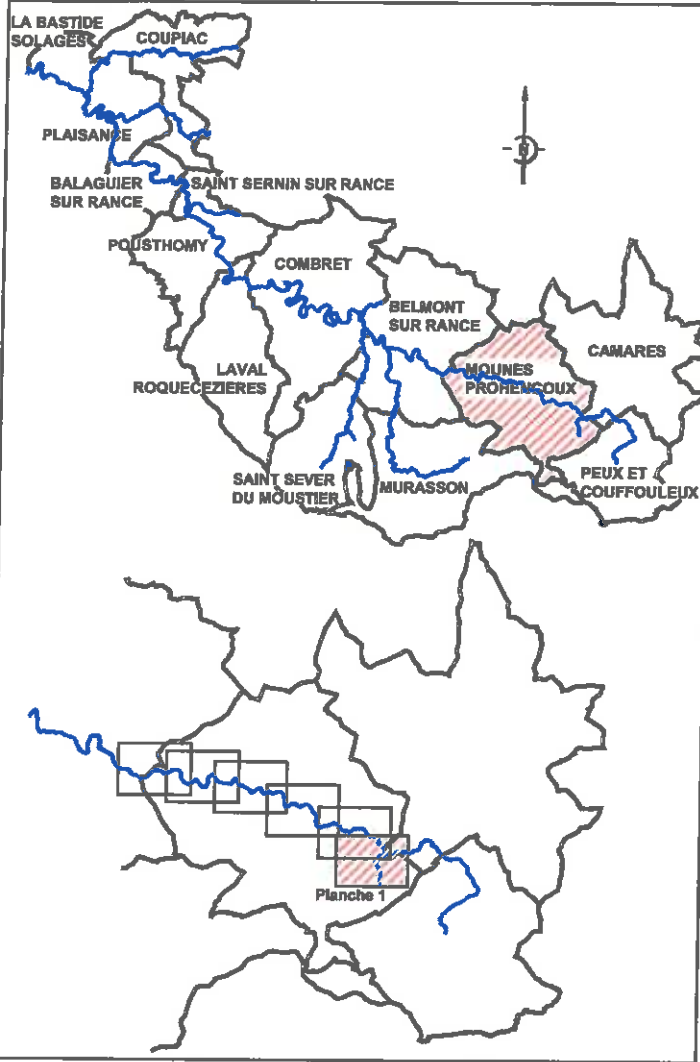 LA BASTIDE
SOLAGES
COUPIAC
PLAISANCE
BALAGUIER
SUR RANCE
SAINT SERNIN SUR RANCE
POUSTHOMY
COMBRET
BELMONT
SUR RANCE
CAMARES
MOUNES
PROHENCOUX
LAVAL
ROQUECEZIERES
SAINT SEVER
DU MOUSTIER
MURASSON
PEUX ET
COUFFOULEUX
N
Planche 1